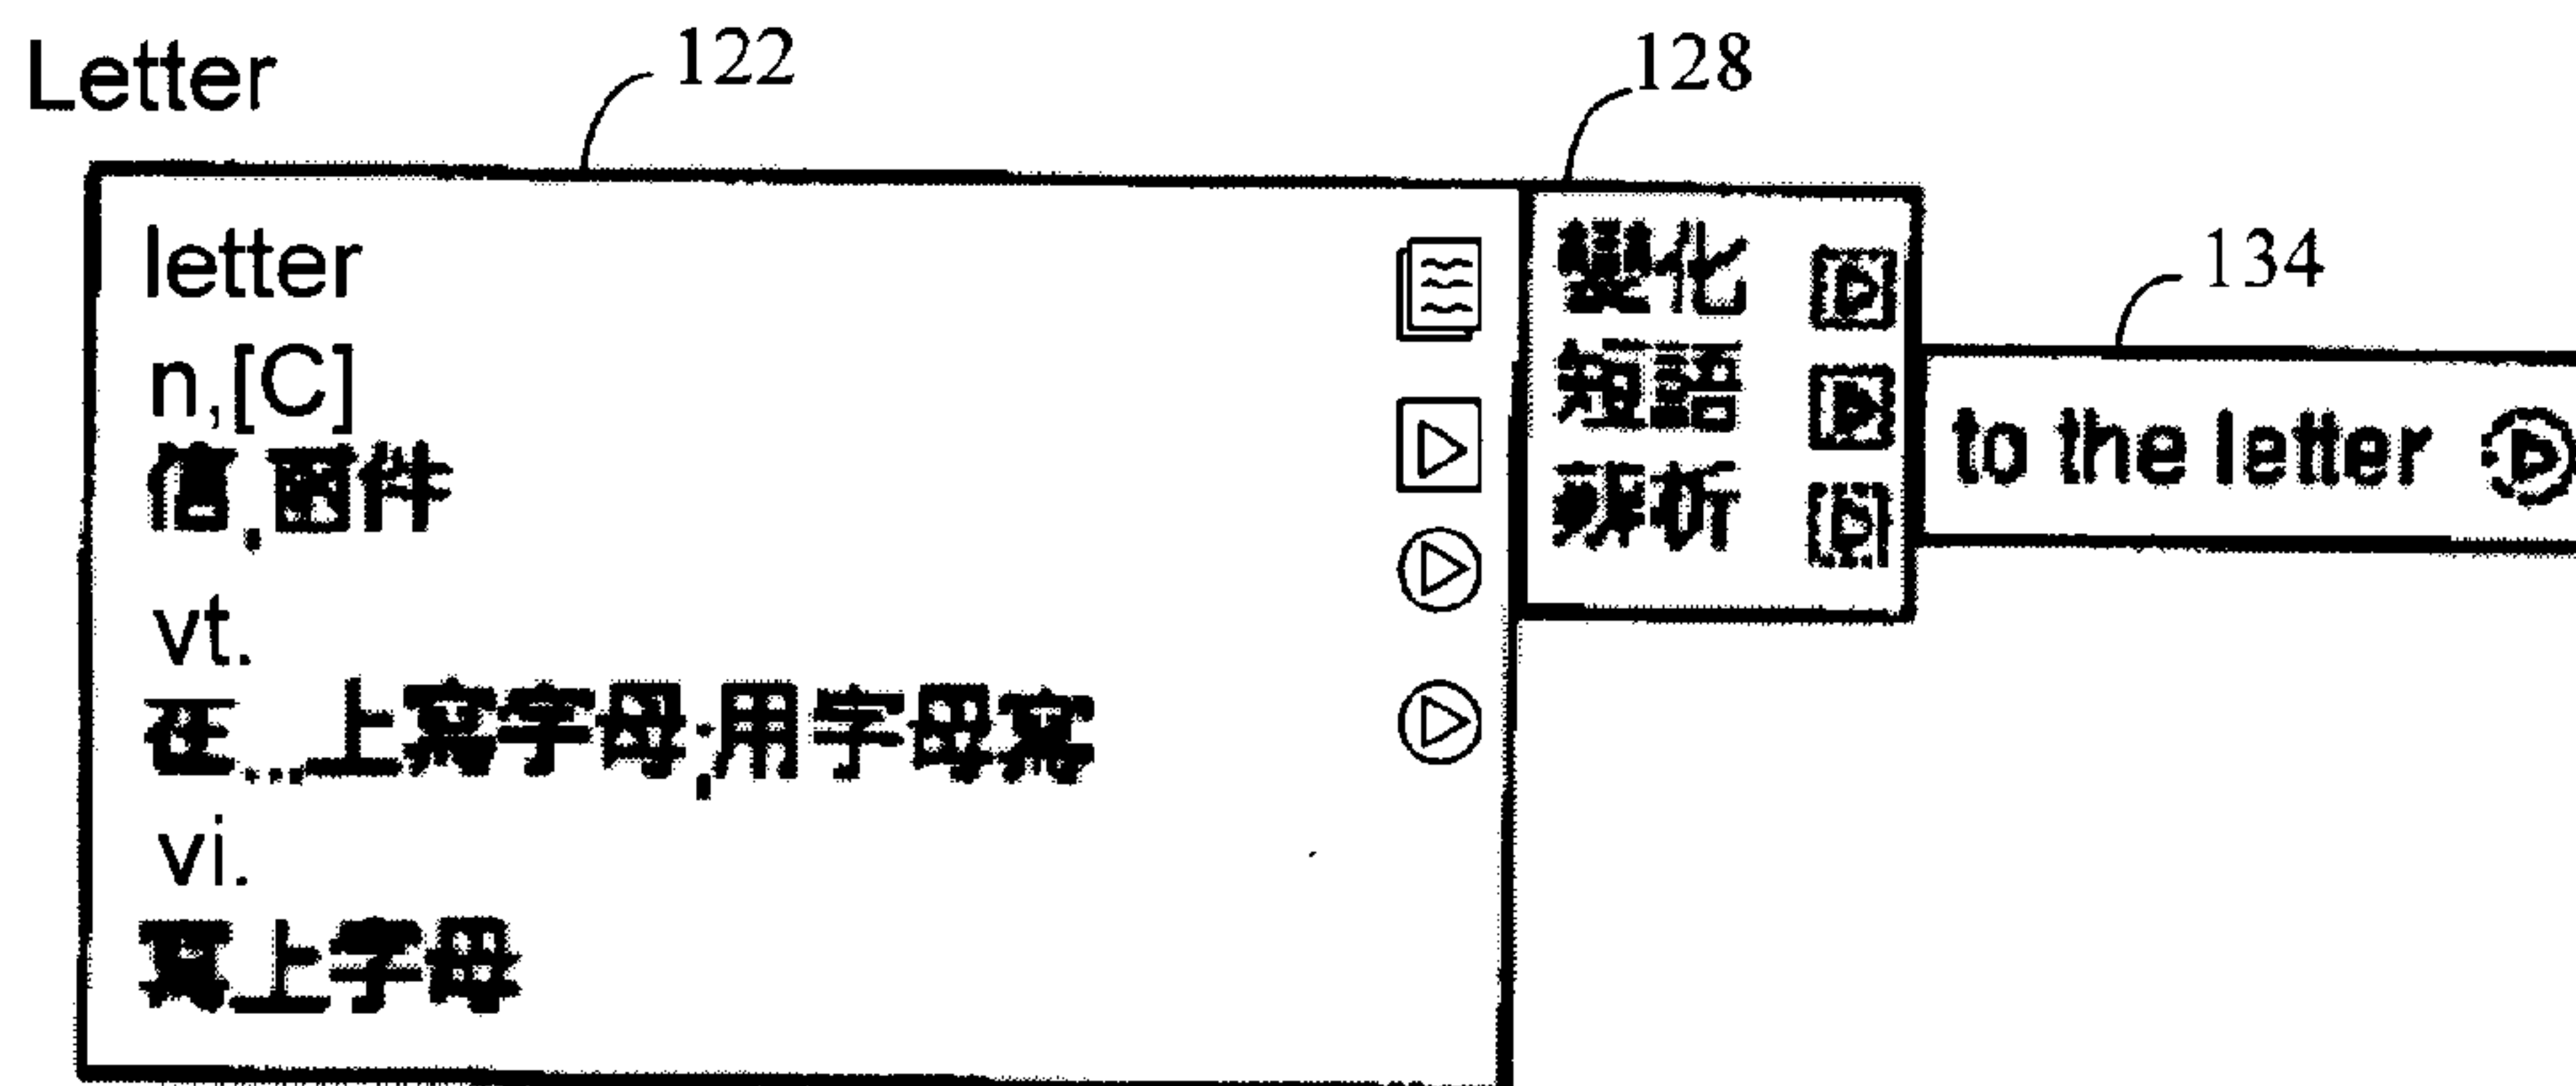 Letter
122
128
134
letter
n,[C]
信,函件
vt.
在...上寫字母;用字母寫
vi.
寫上字母
變化
短語
辨析
to the letter